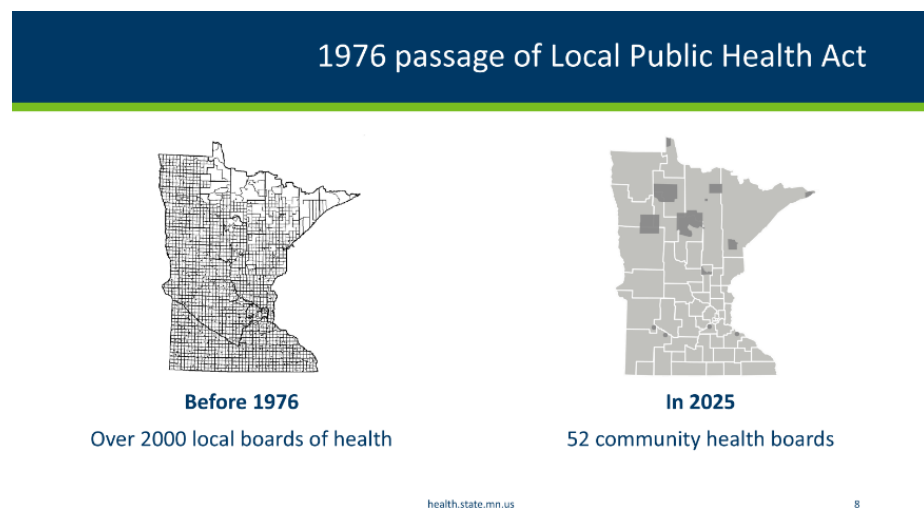 1976 passage of Local Public Health Act
Before 1976
Over 2000 local boards of health
In 2025
52 community health boards
health.state.mn.us
8